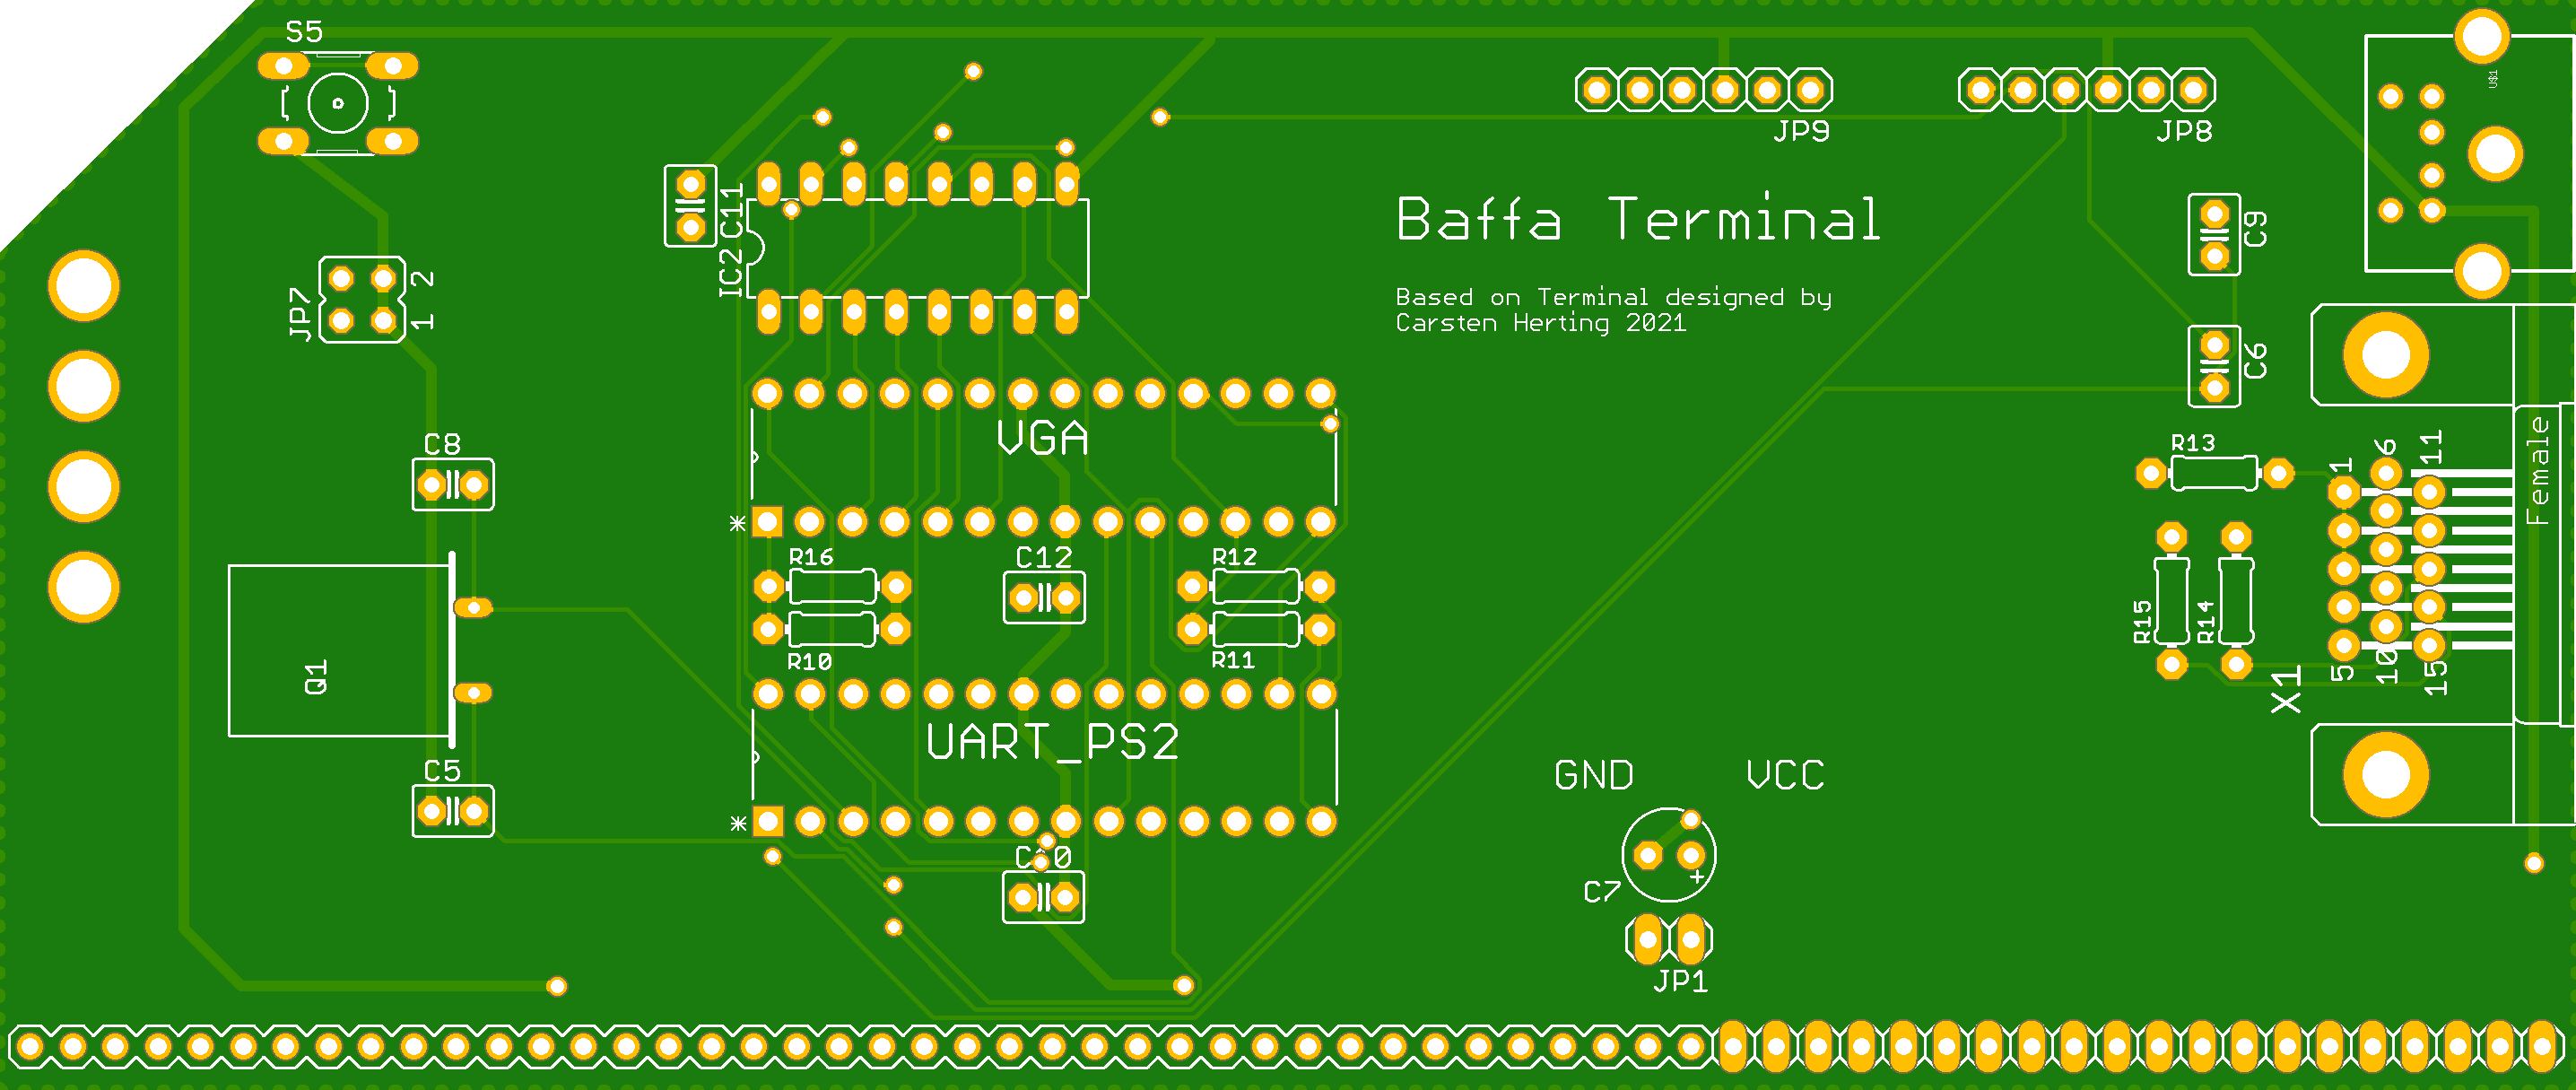 S5
JP9
JP8
U$1
C11
IC2
Baffa Terminal
C9
JP7
1 2
Based on Terminal designed by
Carsten Herting 2021
C6
C8
VGA
R13
1
6
11
Female
*
R16
C12
R12
R15
R14
Q1
R10
R11
5
10
15
X1
UART_PS2
C5
GND
VCC
*
C10
+
C7
JP1